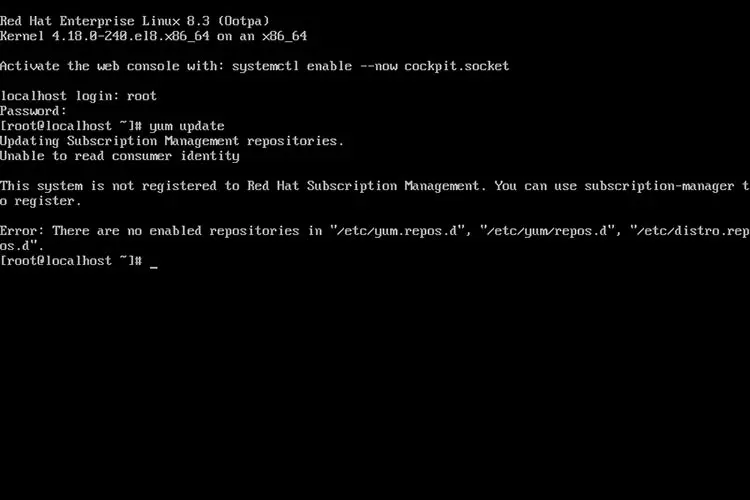 Red Hat Enterprise Linux 8.3 (Ootpa)
Kernel 4.18.0-240.el8.x86_64 on an x86_64
Activate the web console with: systemctl enable --now cockpit.socket
localhost login: root
Password:
[root@localhost ~]# yum update
Updating Subscription Management repositories.
Unable to read consumer identity
This system is not registered to Red Hat Subscription Management. You can use subscription-manager t
o register.
Error: There are no enabled repositories in "/etc/yum.repos.d", "/etc/yum/repos.d", "/etc/distro.rep
os.d".
[root@localhost ~]# _